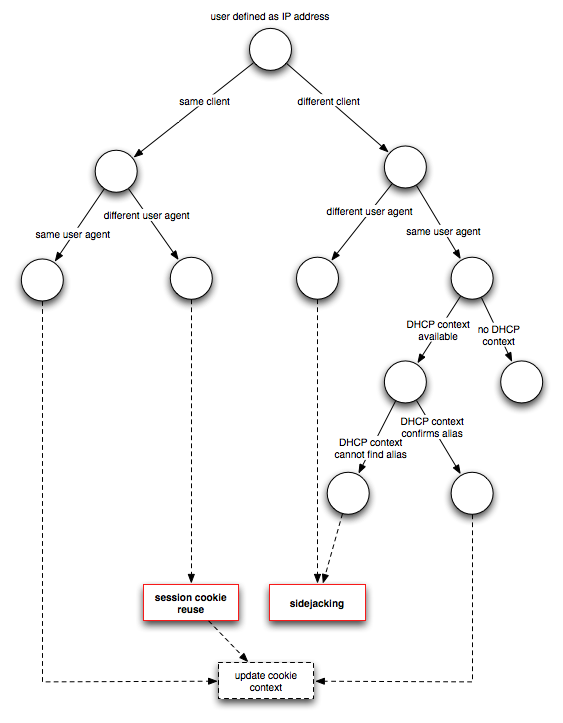 user defined as IP address
same client
different client
same user agent
different user agent
different user agent
same user agent
DHCP context
available
no DHCP
context
DHCP context
cannot find alias
DHCP context
confirms alias
session cookie
reuse
sidejacking
update cookie
context